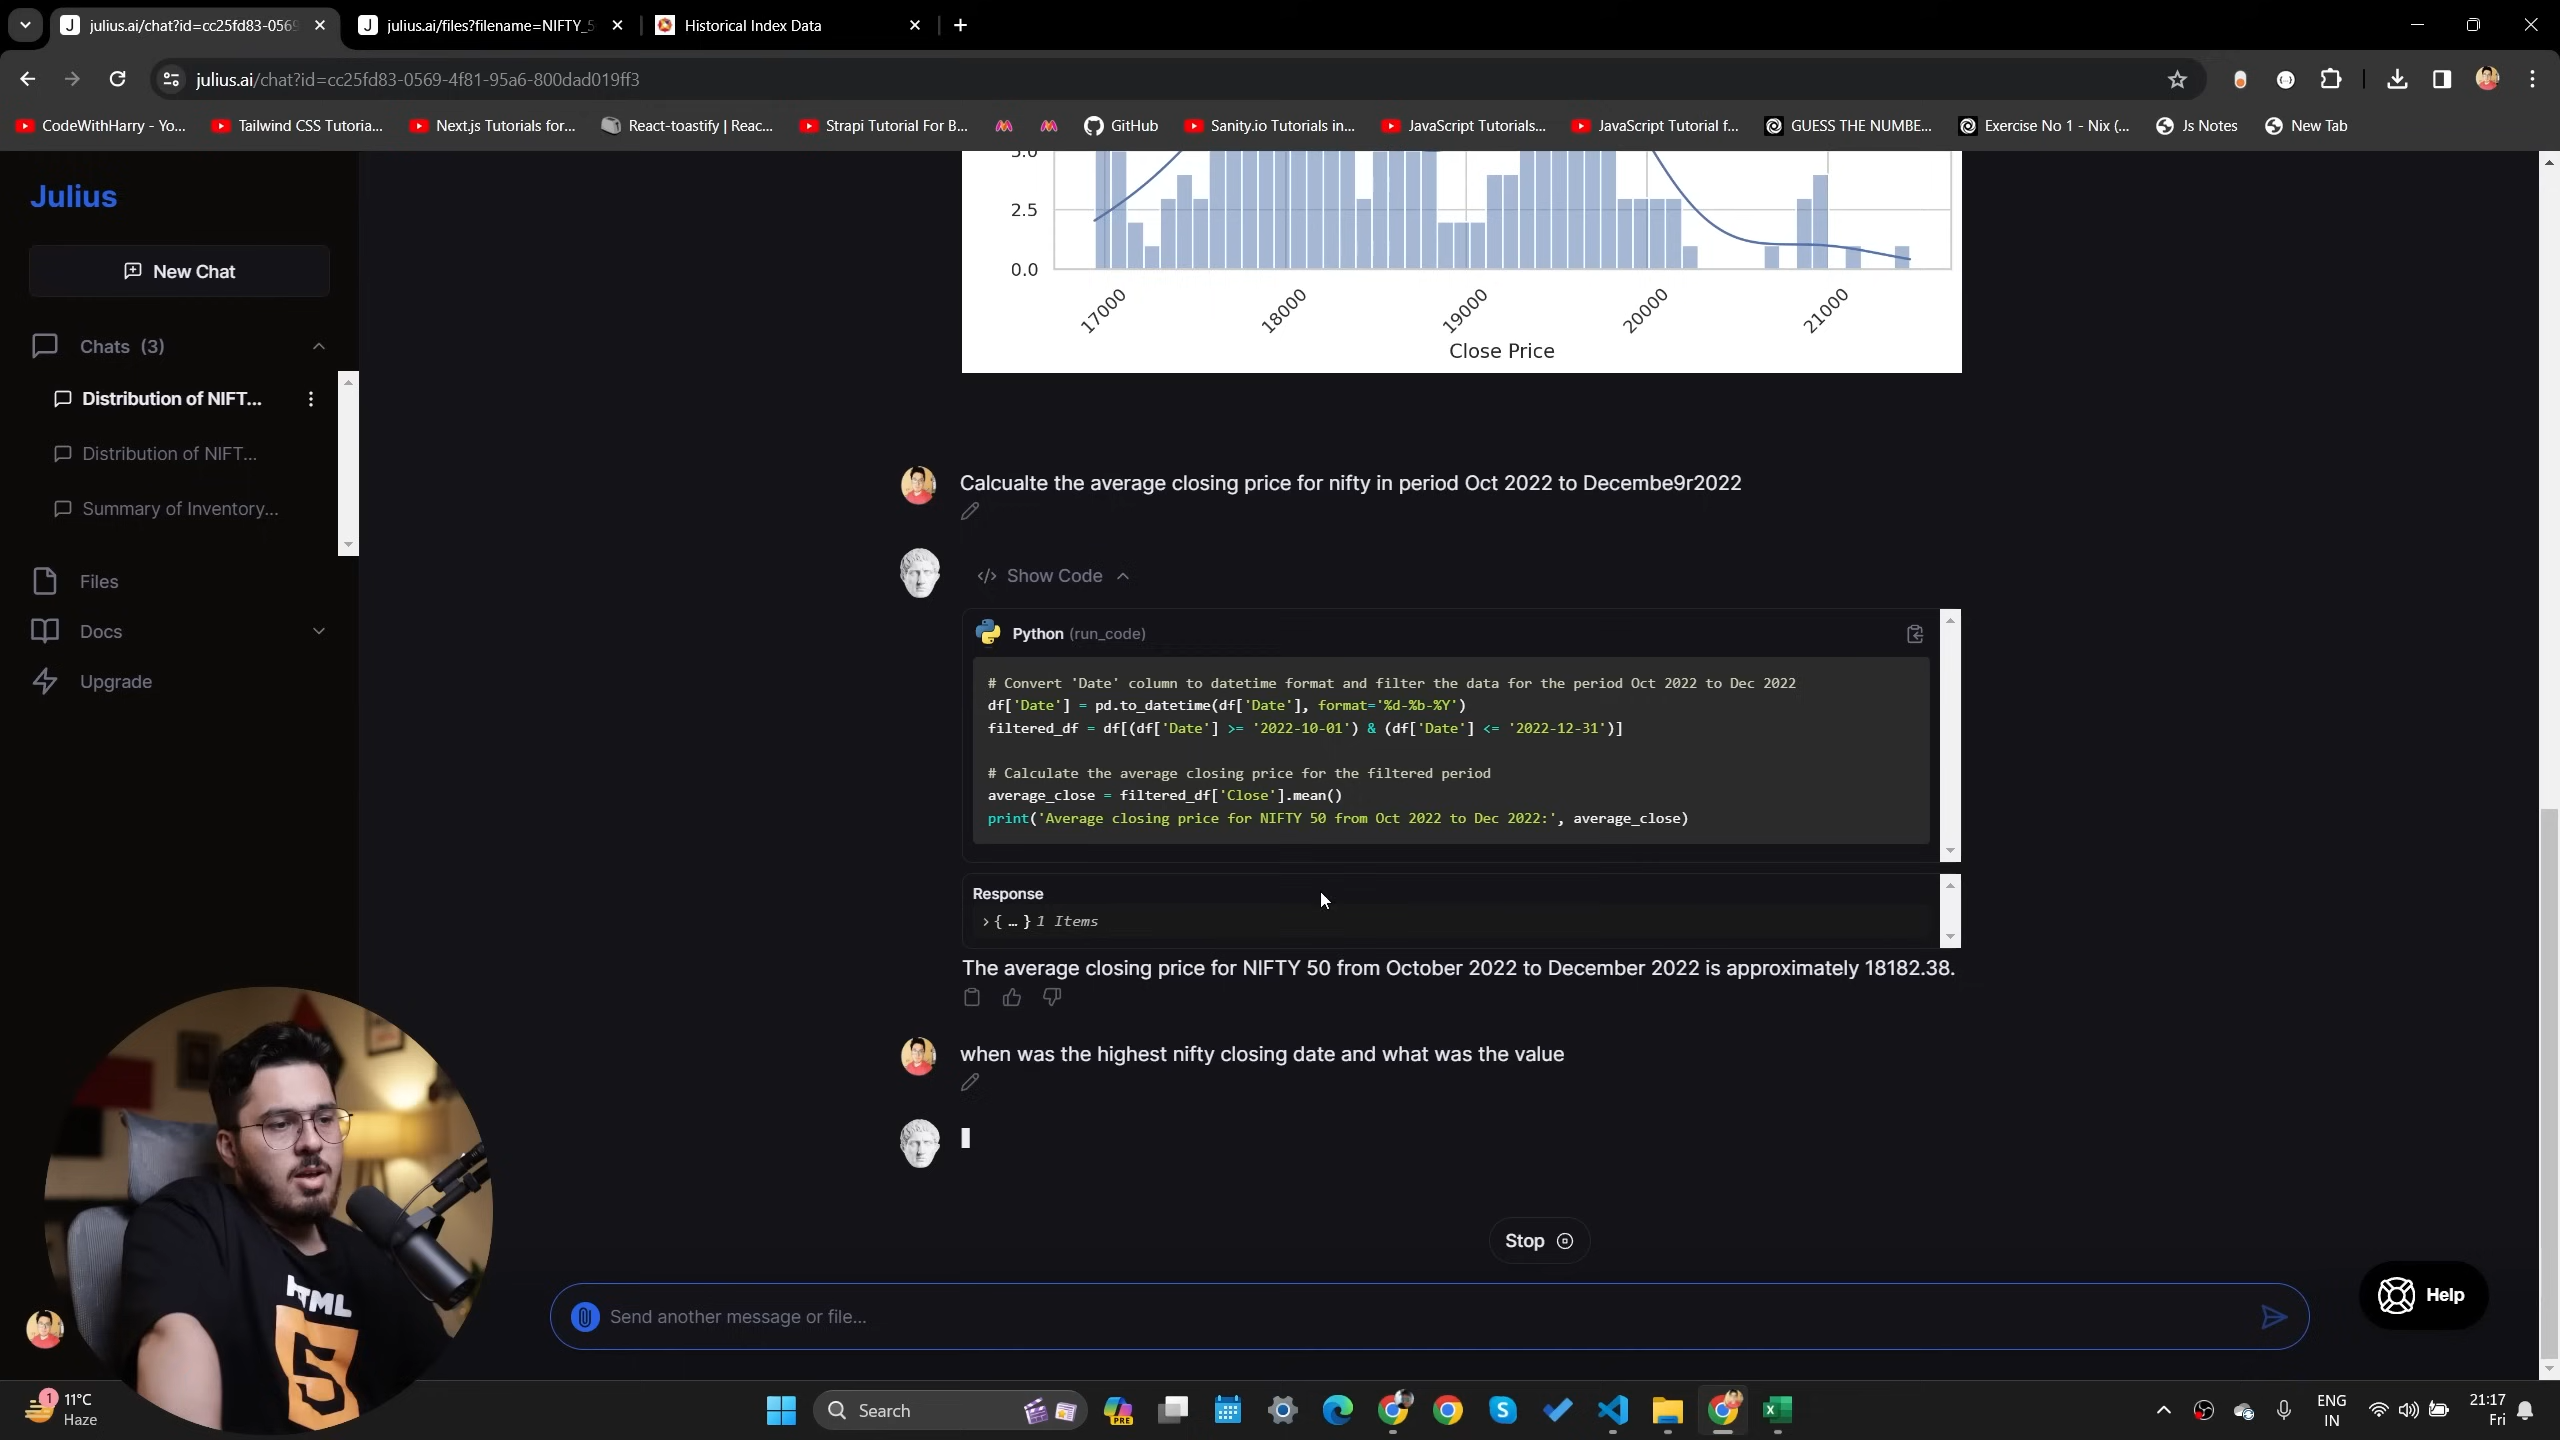 julius.ai/chat?id=cc25fd83-0569
julius.ai/files?filename=NIFTY_5
Historical Index Data
julius.ai/chat?id=cc25fd83-0569-4f81-95a6-800dad019ff3
CodeWithHarry - Yo...
Tailwind CSS Tutoria...
Next.js Tutorials for...
React-toastify | Reac...
Strapi Tutorial For B...
GitHub
Sanity.io Tutorials in...
JavaScript Tutorials...
JavaScript Tutorial f...
GUESS THE NUMBE...
Exercise No 1 - Nix (...
Js Notes
New Tab
Julius
New Chat
Chats (3)
Distribution of NIFT...
Distribution of NIFT...
Summary of Inventory...
Files
Docs
Upgrade
5.0
2.5
0.0
17000
18000
19000
20000
21000
Close Price
Calcualte the average closing price for nifty in period Oct 2022 to Decembe9r2022
Show Code
Python (run_code)
# Convert 'Date' column to datetime format and filter the data for the period Oct 2022 to Dec 2022
df['Date'] = pd.to_datetime(df['Date'], format='%d-%b-%Y')
filtered_df = df[(df['Date'] >= '2022-10-01') & (df['Date'] <= '2022-12-31')]
# Calculate the average closing price for the filtered period
average_close = filtered_df['Close'].mean()
print('Average closing price for NIFTY 50 from Oct 2022 to Dec 2022:', average_close)
Response
>{ … } 1 Items
The average closing price for NIFTY 50 from October 2022 to December 2022 is approximately 18182.38.
when was the highest nifty closing date and what was the value
Stop
Send another message or file...
Help
HTML
5
1
11°C
Haze
Search
PRE
ENG
IN
21:17
Fri